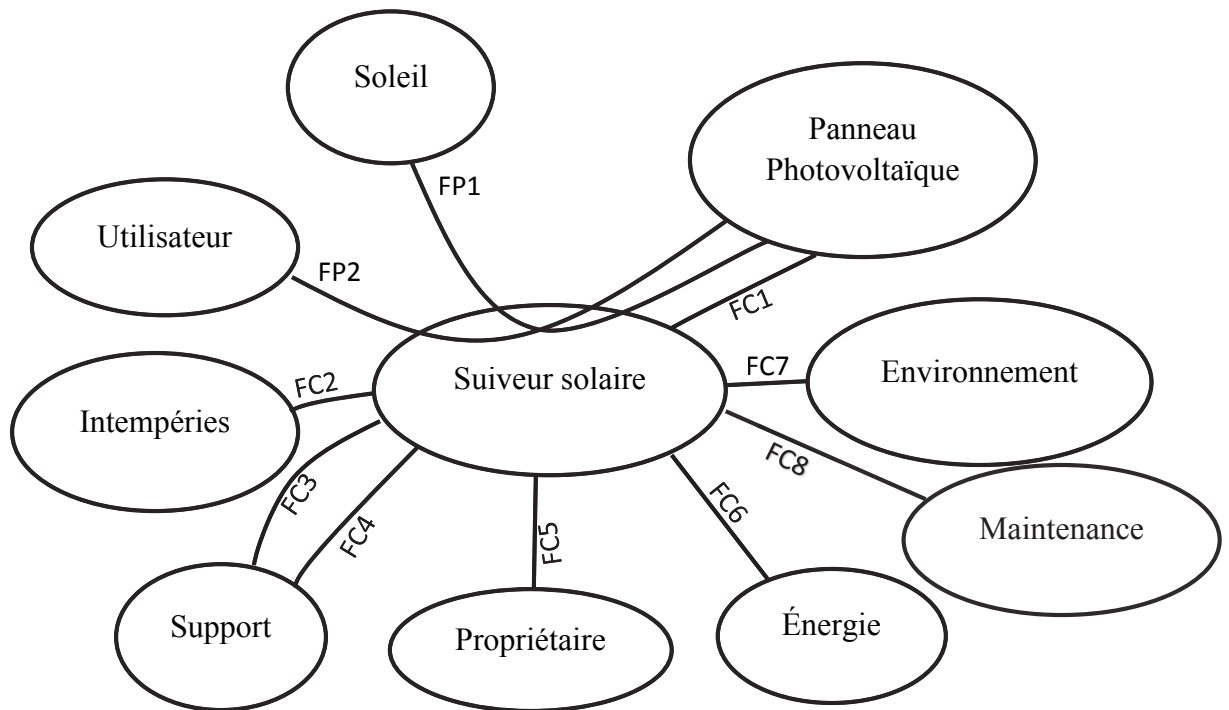 Soleil
Panneau
Photovoltaïque
FP1
Utilisateur
FP2
FC1
Suiveur solaire
FC7
Environnement
FC2
Intempéries
FC8
FC3
FC4
FC5
FC6
Maintenance
Support
Propriétaire
Énergie